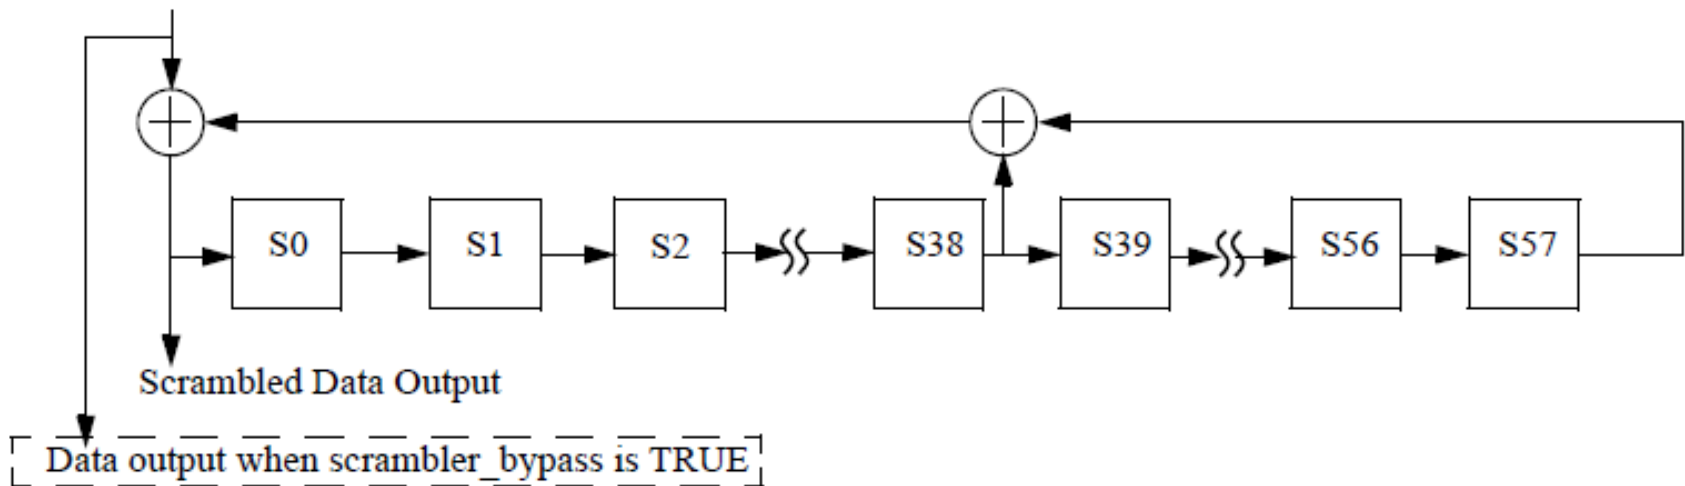 S0 S1 S2 S38 S39 S56 S57
Scrambled Data Output
Data output when scrambler_bypass is TRUE